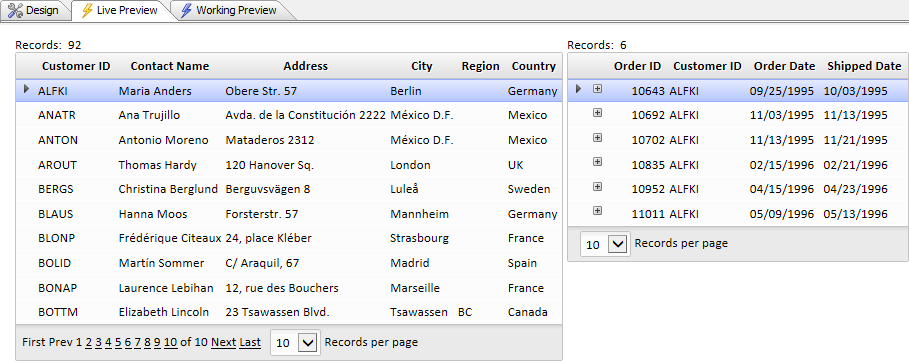 Design Live Preview Working Preview
Records: 92
Customer ID Contact Name Address City Region Country
ALFKI Maria Anders Obere Str. 57 Berlin Germany
ANATR Ana Trujillo Avda. de la Constitución 2222 México D.F. Mexico
ANTON Antonio Moreno Mataderos 2312 México D.F. Mexico
AROUT Thomas Hardy 120 Hanover Sq. London UK
BERGS Christina Berglund Berguvsvägen 8 Luleå Sweden
BLAUS Hanna Moos Forsterstr. 57 Mannheim Germany
BLONP Frédérique Citeaux 24, place Kléber Strasbourg France
BOLID Martín Sommer C/ Araquil, 67 Madrid Spain
BONAP Laurence Lebihan 12, rue des Bouchers Marseille France
BOTTM Elizabeth Lincoln 23 Tsawassen Blvd. Tsawassen BC Canada
First Prev 1 2 3 4 5 6 7 8 9 10 of 10 Next Last 10 Records per page
Records: 6
Order ID Customer ID Order Date Shipped Date
10643 ALFKI 09/25/1995 10/03/1995
10692 ALFKI 11/03/1995 11/13/1995
10702 ALFKI 11/13/1995 11/21/1995
10835 ALFKI 02/15/1996 02/21/1996
10952 ALFKI 04/15/1996 04/23/1996
11011 ALFKI 05/09/1996 05/13/1996
10 Records per page